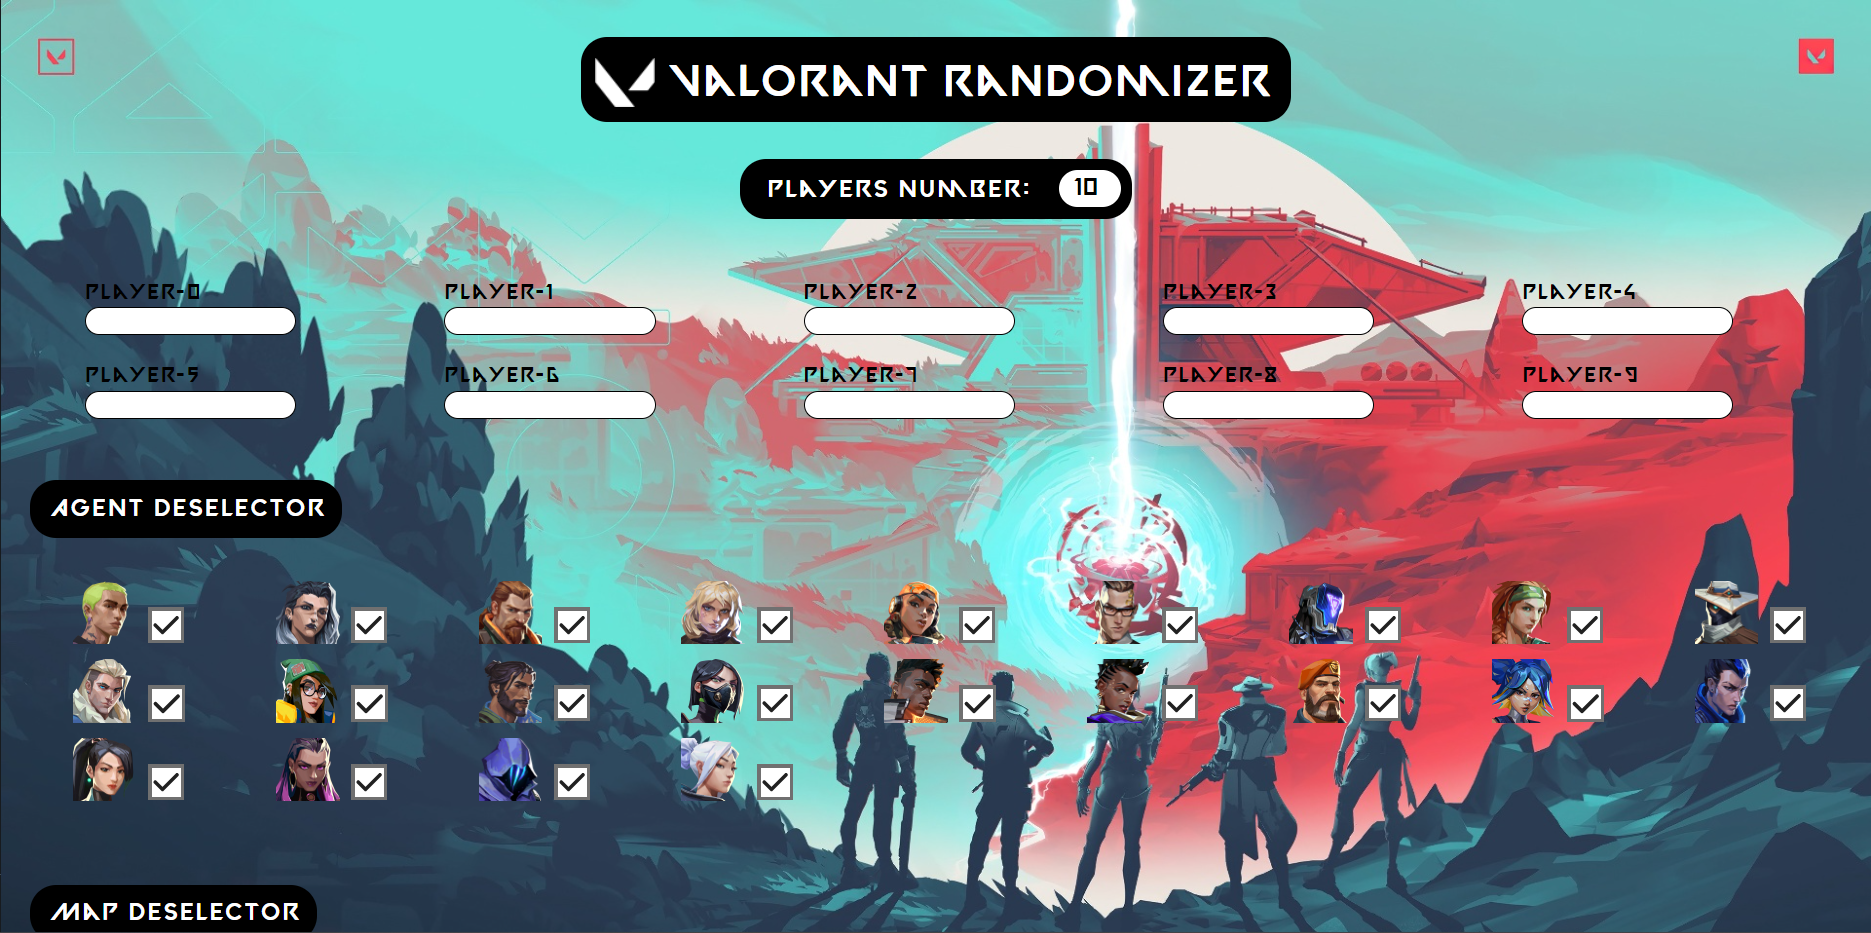 VALORANT RANDOMIZER
PLAYERS NUMBER: 10
PLAYER-0 PLAYER-1 PLAYER-2 PLAYER-3 PLAYER-4
PLAYER-5 PLAYER-6 PLAYER-7 PLAYER-8 PLAYER-9
AGENT DESELECTOR
MAP DESELECTOR